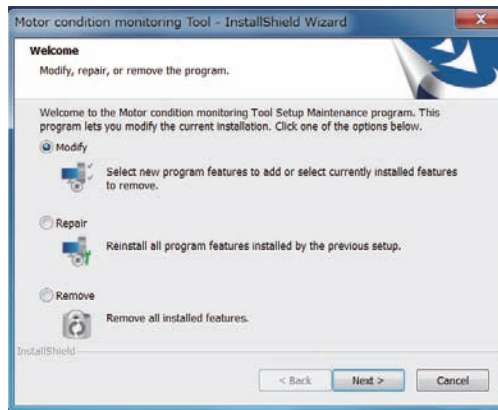 Motor condition monitoring Tool - InstallShield Wizard
Welcome
Modify, repair, or remove the program.
Welcome to the Motor condition monitoring Tool Setup Maintenance program. This
program lets you modify the current installation. Click one of the options below.
Modify
Select new program features to add or select currently installed features
to remove.
Repair
Reinstall all program features installed by the previous setup.
Remove
Remove all installed features.
InstallShield
< Back Next > Cancel